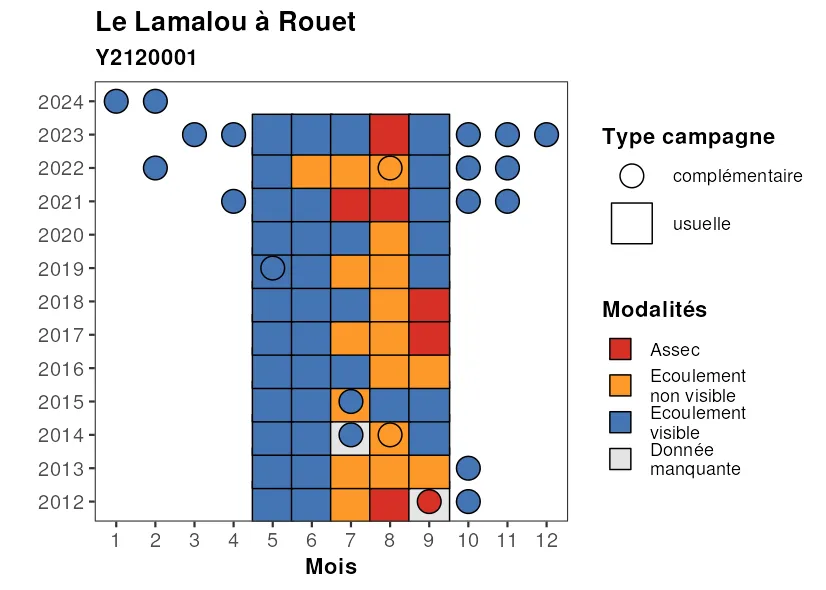 Le Lamalou à Rouet
Y2120001
2024
2023
2022
2021
2020
2019
2018
2017
2016
2015
2014
2013
2012
1 2 3 4 5 6 7 8 9 10 11 12
Mois
Type campagne
complémentaire
usuelle
Modalités
Assec
Ecoulement
non visible
Ecoulement
visible
Donnée
manquante